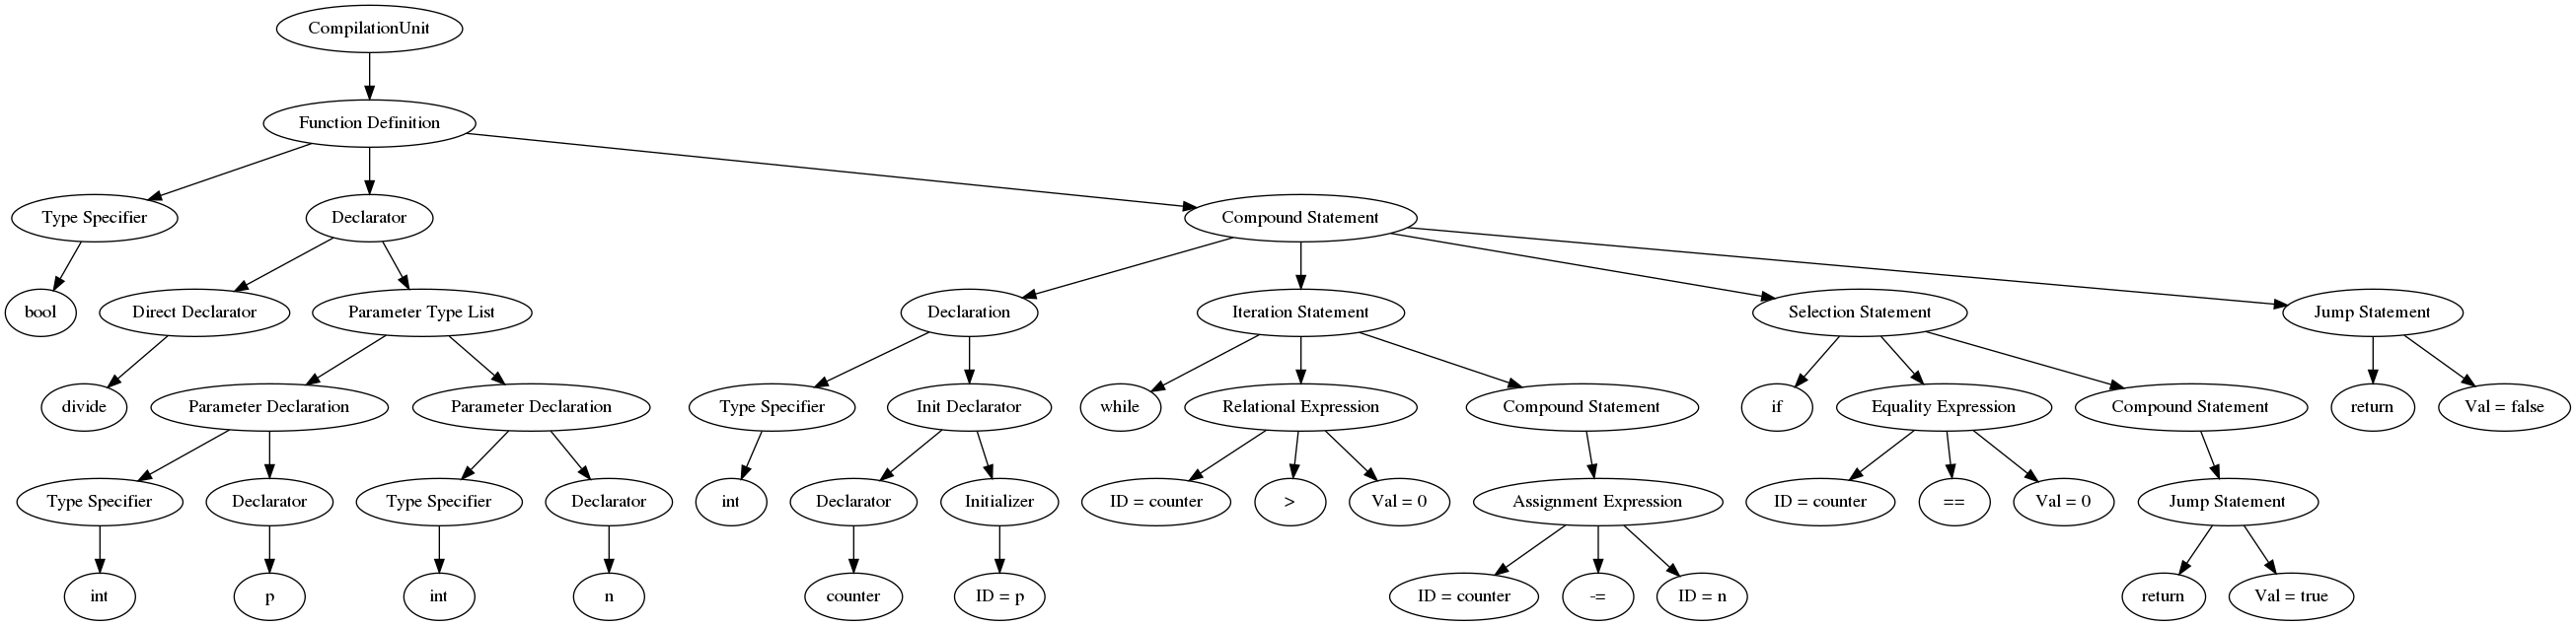 CompilationUnit
Function Definition
Type Specifier
Declarator
Compound Statement
bool
Direct Declarator
Parameter Type List
Declaration
Iteration Statement
Selection Statement
Jump Statement
divide
Parameter Declaration
Parameter Declaration
Type Specifier
Init Declarator
while
Relational Expression
Compound Statement
if
Equality Expression
Compound Statement
return
Val = false
Type Specifier
Declarator
Type Specifier
Declarator
int
Declarator
Initializer
ID = counter
>
Val = 0
Assignment Expression
ID = counter
==
Val = 0
Jump Statement
int
p
int
n
counter
ID = p
ID = counter
-=
ID = n
return
Val = true